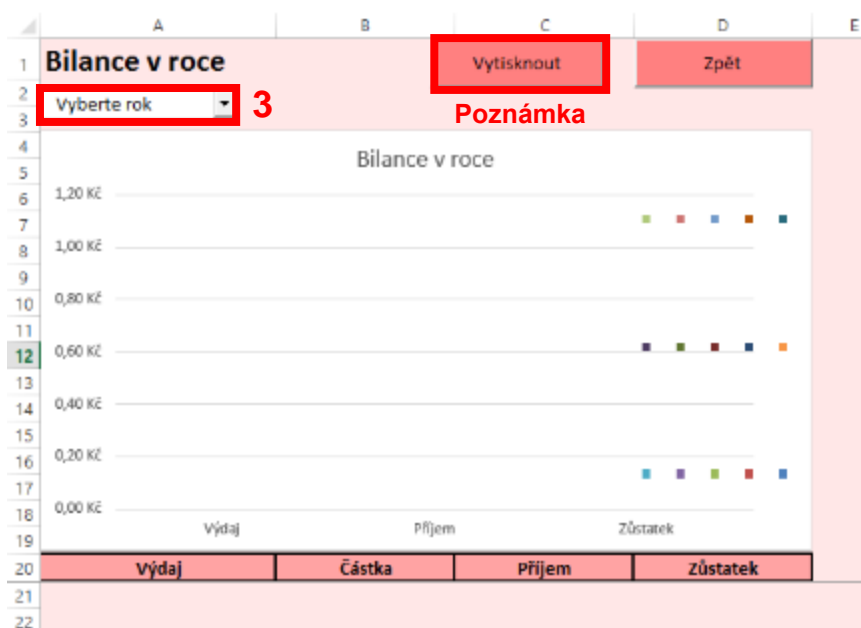 A B C D E
1 Bilance v roce Vytisknout Zpět
2 Vyberte rok 3
3 Poznámka
4 Bilance v roce
5
6 1,20 Kč
7
8 1,00 Kč
9
10 0,80 Kč
11
12 0,60 Kč
13
14 0,40 Kč
15
16 0,20 Kč
17
18 0,00 Kč
19 Výdaj Příjem Zůstatek
20 Výdaj Částka Příjem Zůstatek
21
22